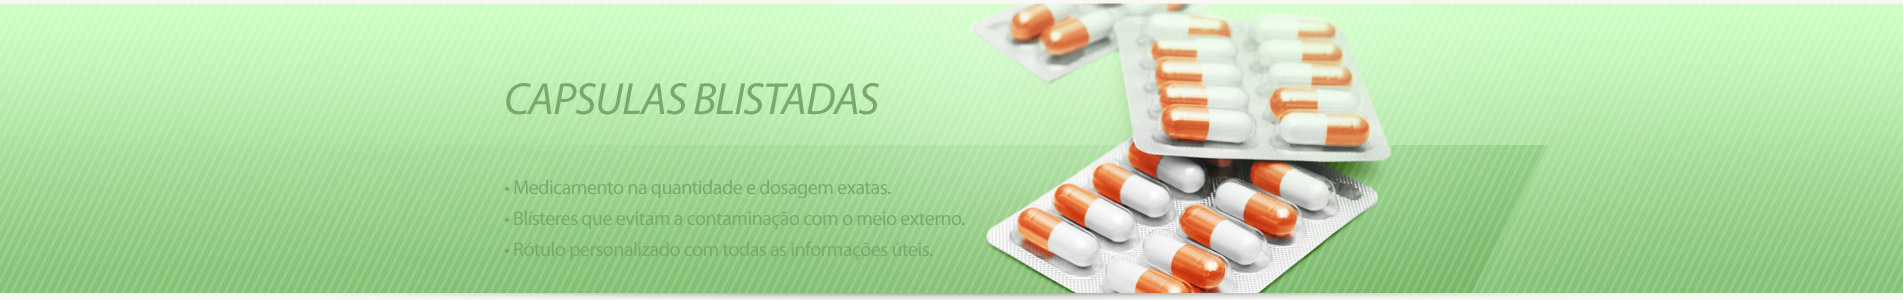 CAPSULAS BLISTADAS
• Medicamento na quantidade e dosagem exatas.
• Blísteres que evitam a contaminação com o meio externo.
• Rótulo personalizado com todas as informações úteis.